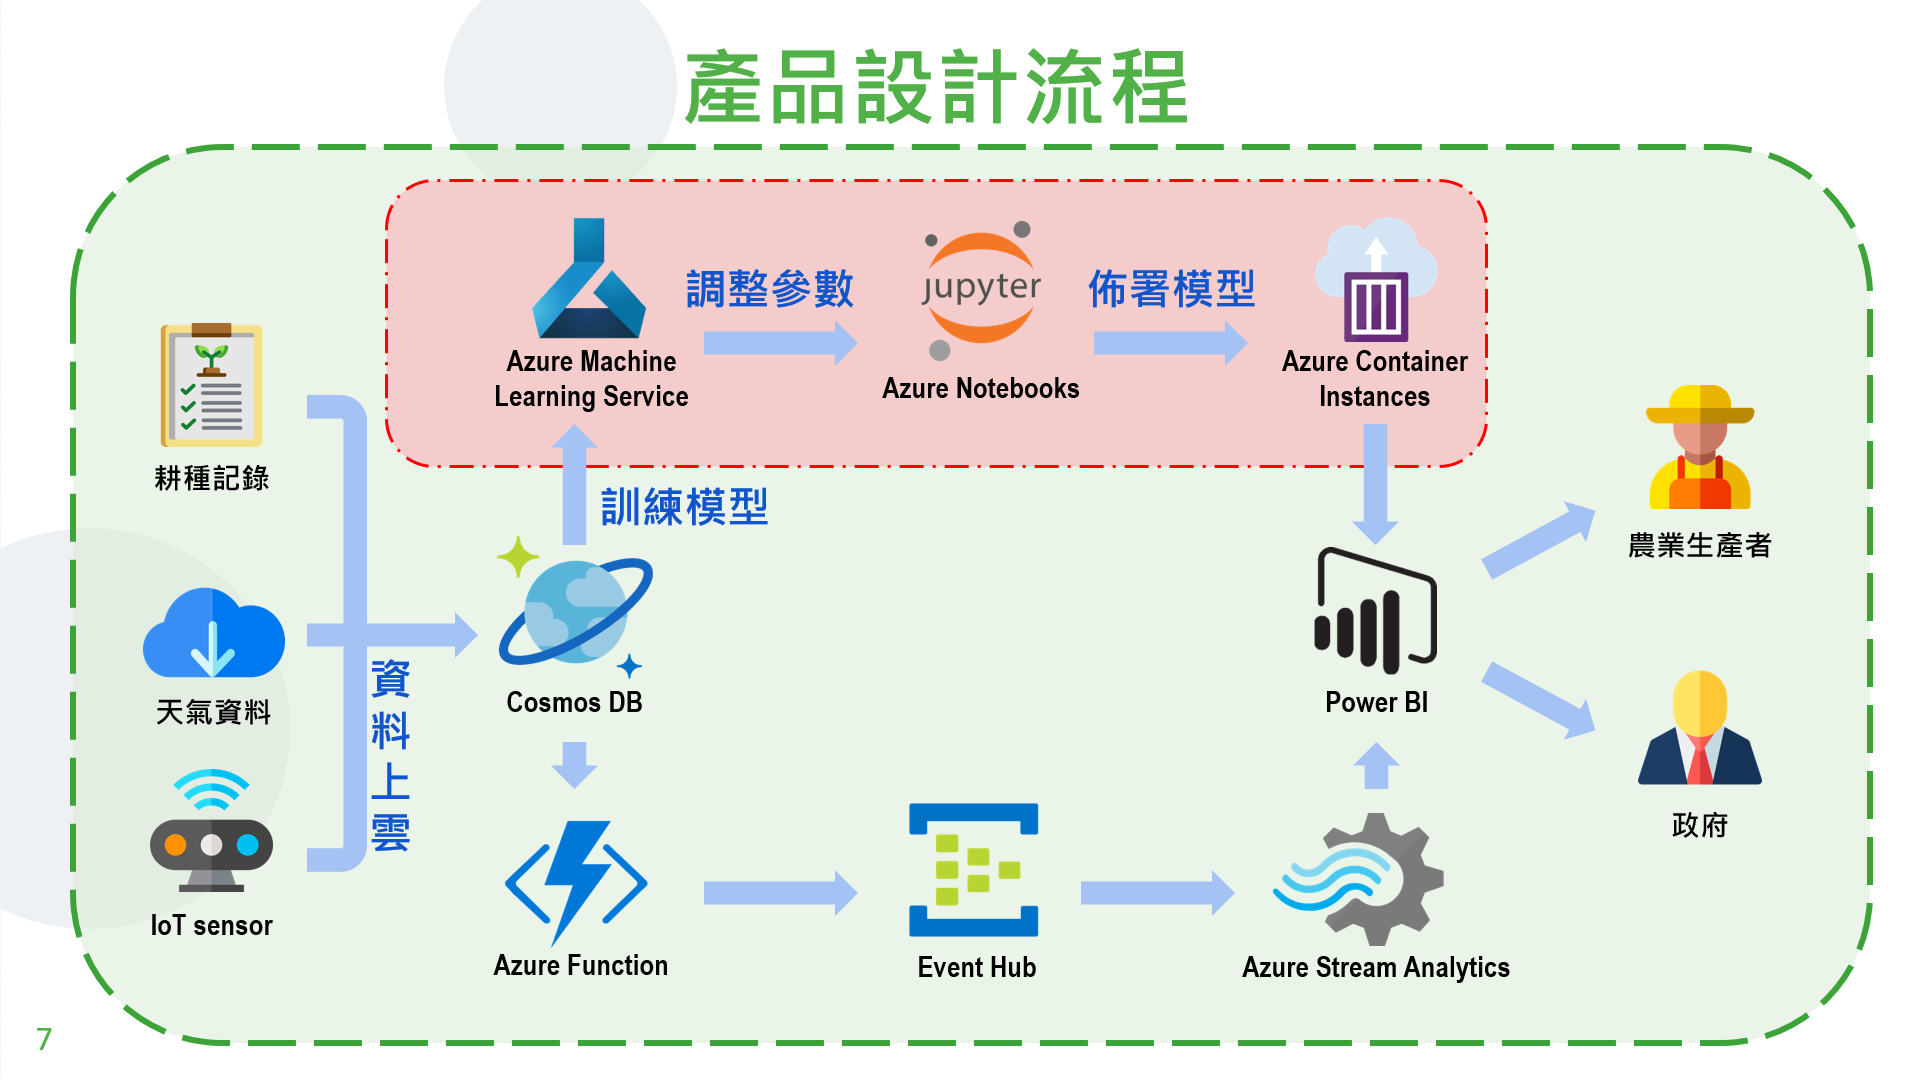 產品設計流程
調整參數
jupyter
佈署模型
Azure Machine
Learning Service
Azure Notebooks
Azure Container
Instances
耕種記錄
訓練模型
農業生產者
天氣資料
資料上雲
Cosmos DB
Power BI
政府
IoT sensor
Azure Function
Event Hub
Azure Stream Analytics
7